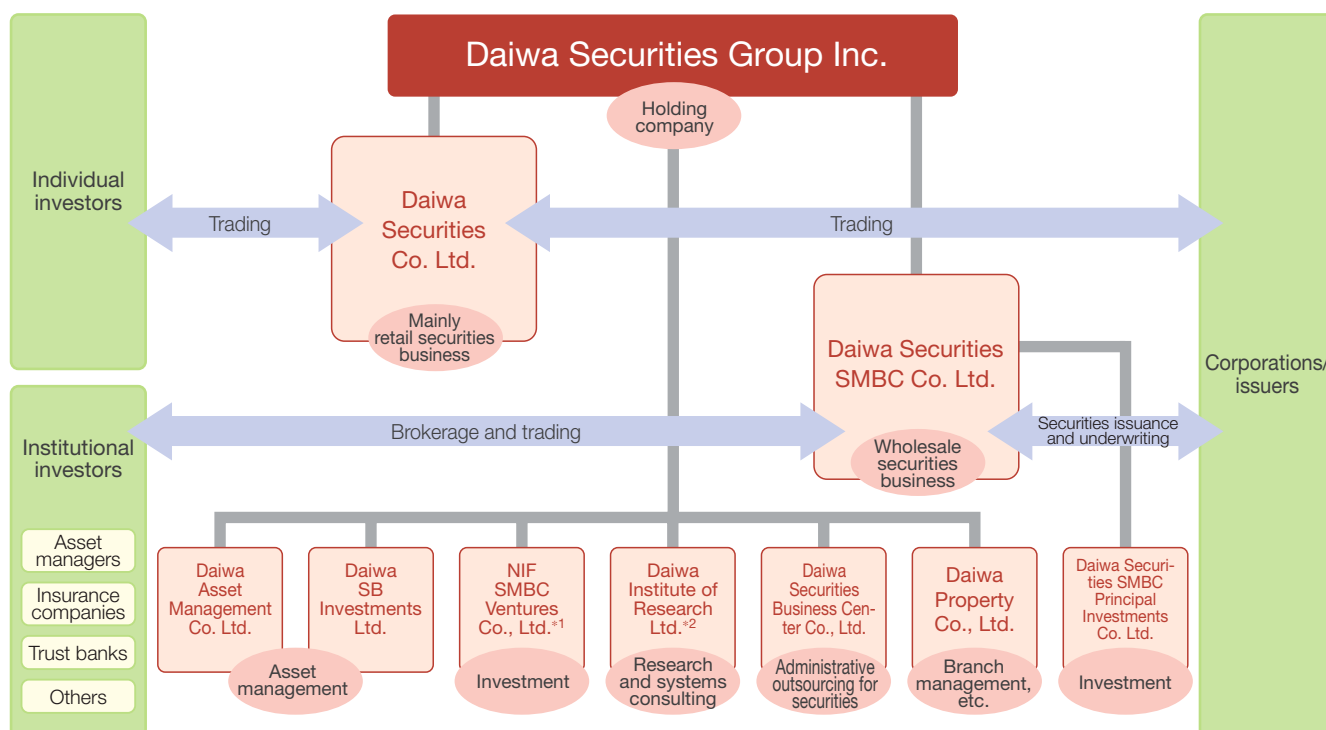 Daiwa Securities Group Inc.
Holding
company
Individual
investors
Trading
Daiwa
Securities
Co. Ltd.
Mainly
retail securities
business
Trading
Daiwa Securities
SMBC Co. Ltd.
Wholesale
securities
business
Corporations/
issuers
Brokerage and trading
Securities issuance
and underwriting
Institutional
investors
Asset
managers
Insurance
companies
Trust banks
Others
Daiwa
Asset
Management
Co. Ltd.
Daiwa
SB
Investments
Ltd.
Asset
management
NIF
SMBC
Ventures
Co., Ltd.*1
Investment
Daiwa
Institute of
Research
Ltd.*2
Research
and systems
consulting
Daiwa
Securities
Business Cen-
ter Co., Ltd.
Administrative
outsourcing for
securities
Daiwa
Property
Co., Ltd.
Branch
management,
etc.
Daiwa Securi-
ties SMBC
Principal
Investments
Co. Ltd.
Investment